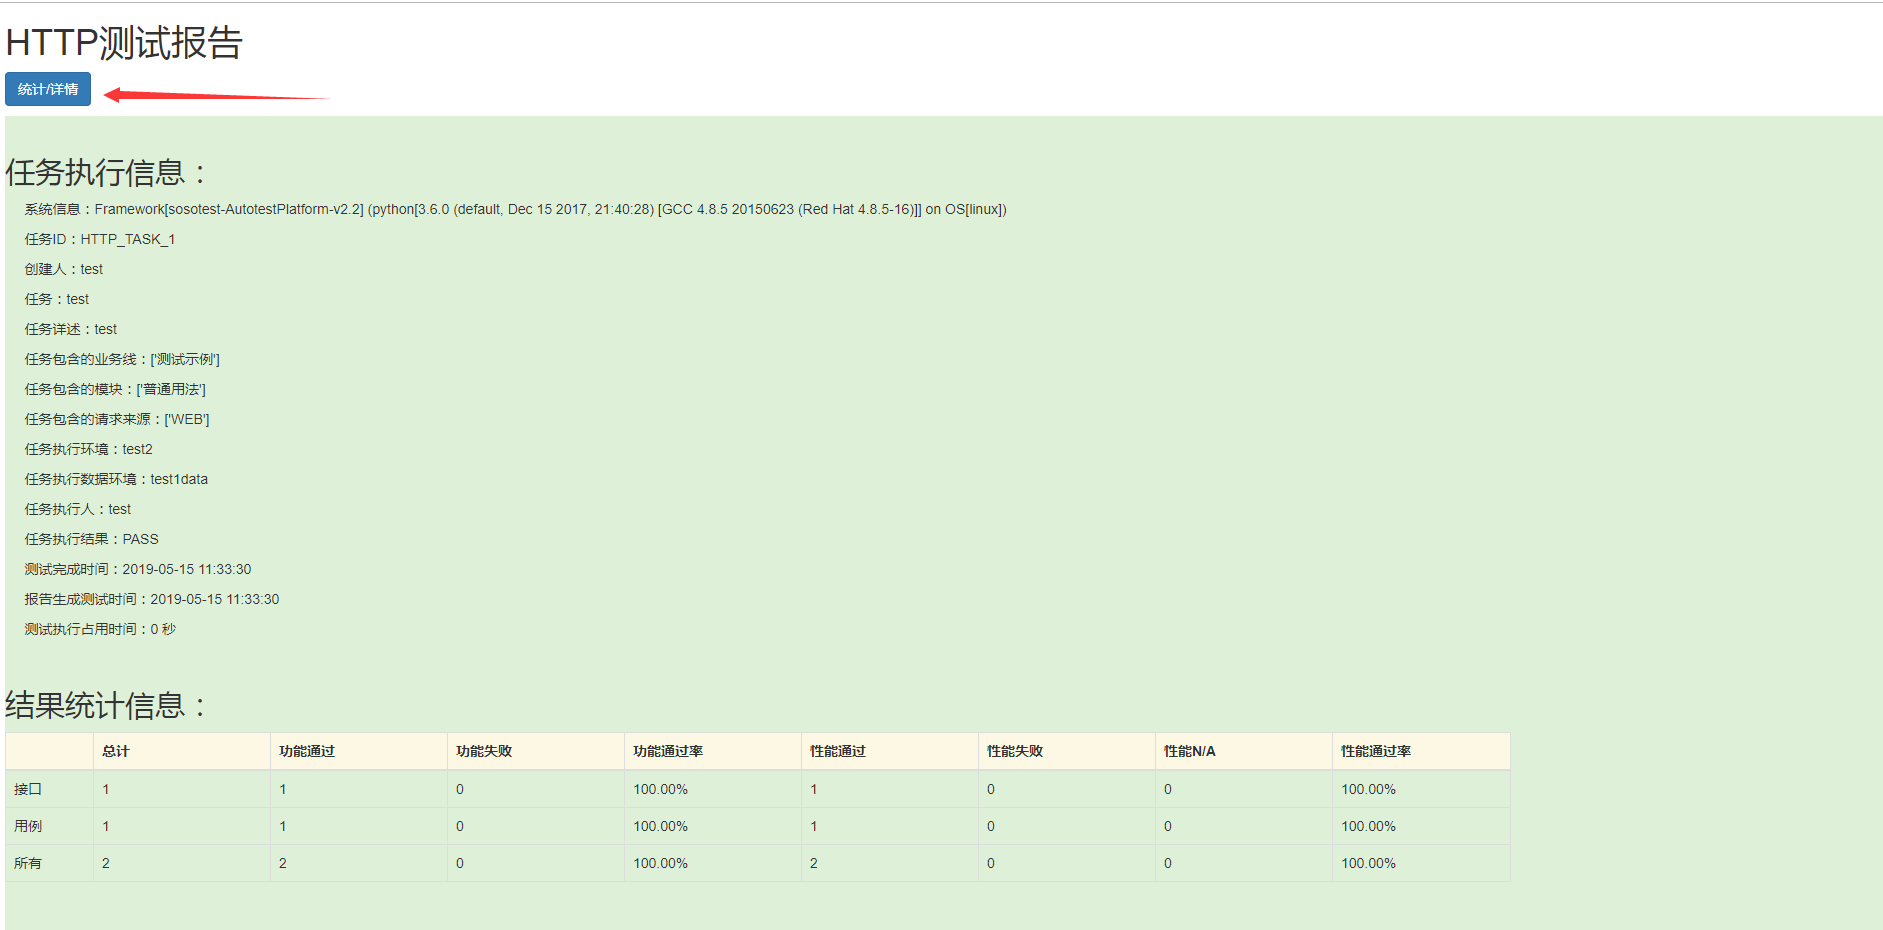 HTTP测试报告
统计/详情
任务执行信息：
系统信息：Framework[sosotest-AutotestPlatform-v2.2] (python[3.6.0 (default, Dec 15 2017, 21:40:28) [GCC 4.8.5 20150623 (Red Hat 4.8.5-16)]] on OS[linux])
任务ID：HTTP_TASK_1
创建人：test
任务：test
任务详述：test
任务包含的业务线：['测试示例']
任务包含的模块：['普通用法']
任务包含的请求来源：['WEB']
任务执行环境：test2
任务执行数据环境：test1data
任务执行人：test
任务执行结果：PASS
测试完成时间：2019-05-15 11:33:30
报告生成测试时间：2019-05-15 11:33:30
测试执行占用时间：0 秒
结果统计信息：
总计 功能通过 功能失败 功能通过率 性能通过 性能失败 性能N/A 性能通过率
接口 1 1 0 100.00% 1 0 0 100.00%
用例 1 1 0 100.00% 1 0 0 100.00%
所有 2 2 0 100.00% 2 0 0 100.00%